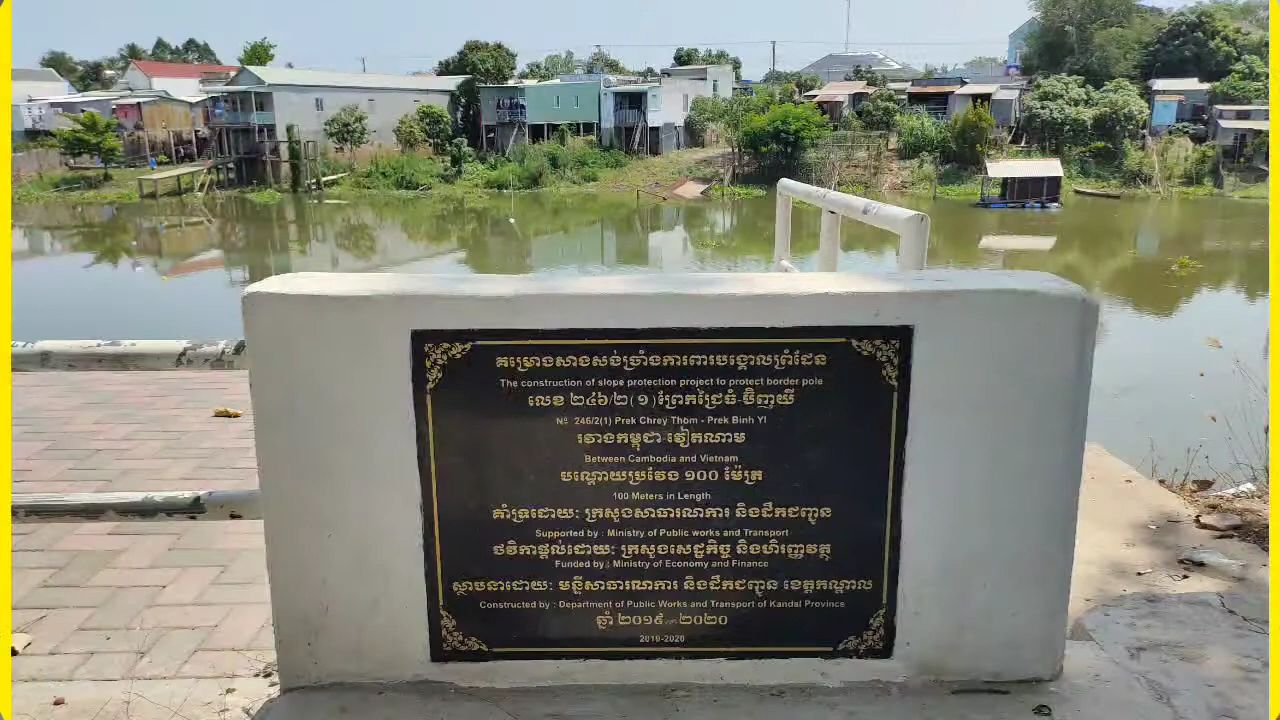 គម្រោងសាងសង់ច្រាំងការពារបង្គោលព្រំដែន
The construction of slope protection project to protect border pole
លេខ ២៤៦/២(១)ព្រែកជ្រៃធំ-ប៊ិញយី
Nº 246/2(1) Prek Chrey Thom - Prek Binh YI
រវាងកម្ពុជា-វៀតណាម
Between Cambodia and Vietnam
បណ្តោយប្រវែង ១០០ ម៉ែត្រ
100 Meters in Length
គាំទ្រដោយ: ក្រសួងសាធារណការ និងដឹកជញ្ជូន
Supported by : Ministry of Public works and Transport
ថវិកាផ្តល់ដោយ: ក្រសួងសេដ្ឋកិច្ច និងហិរញ្ញវត្ថុ
Funded by : Ministry of Economy and Finance
ស្ថាបនាដោយ: មន្ទីសាធារណការ និងដឹកជញ្ជូន ខេត្តកណ្តាល
Constructed by : Department of Public Works and Transport of Kandal Province
ឆ្នាំ ២០១៩-២០២០
2019-2020